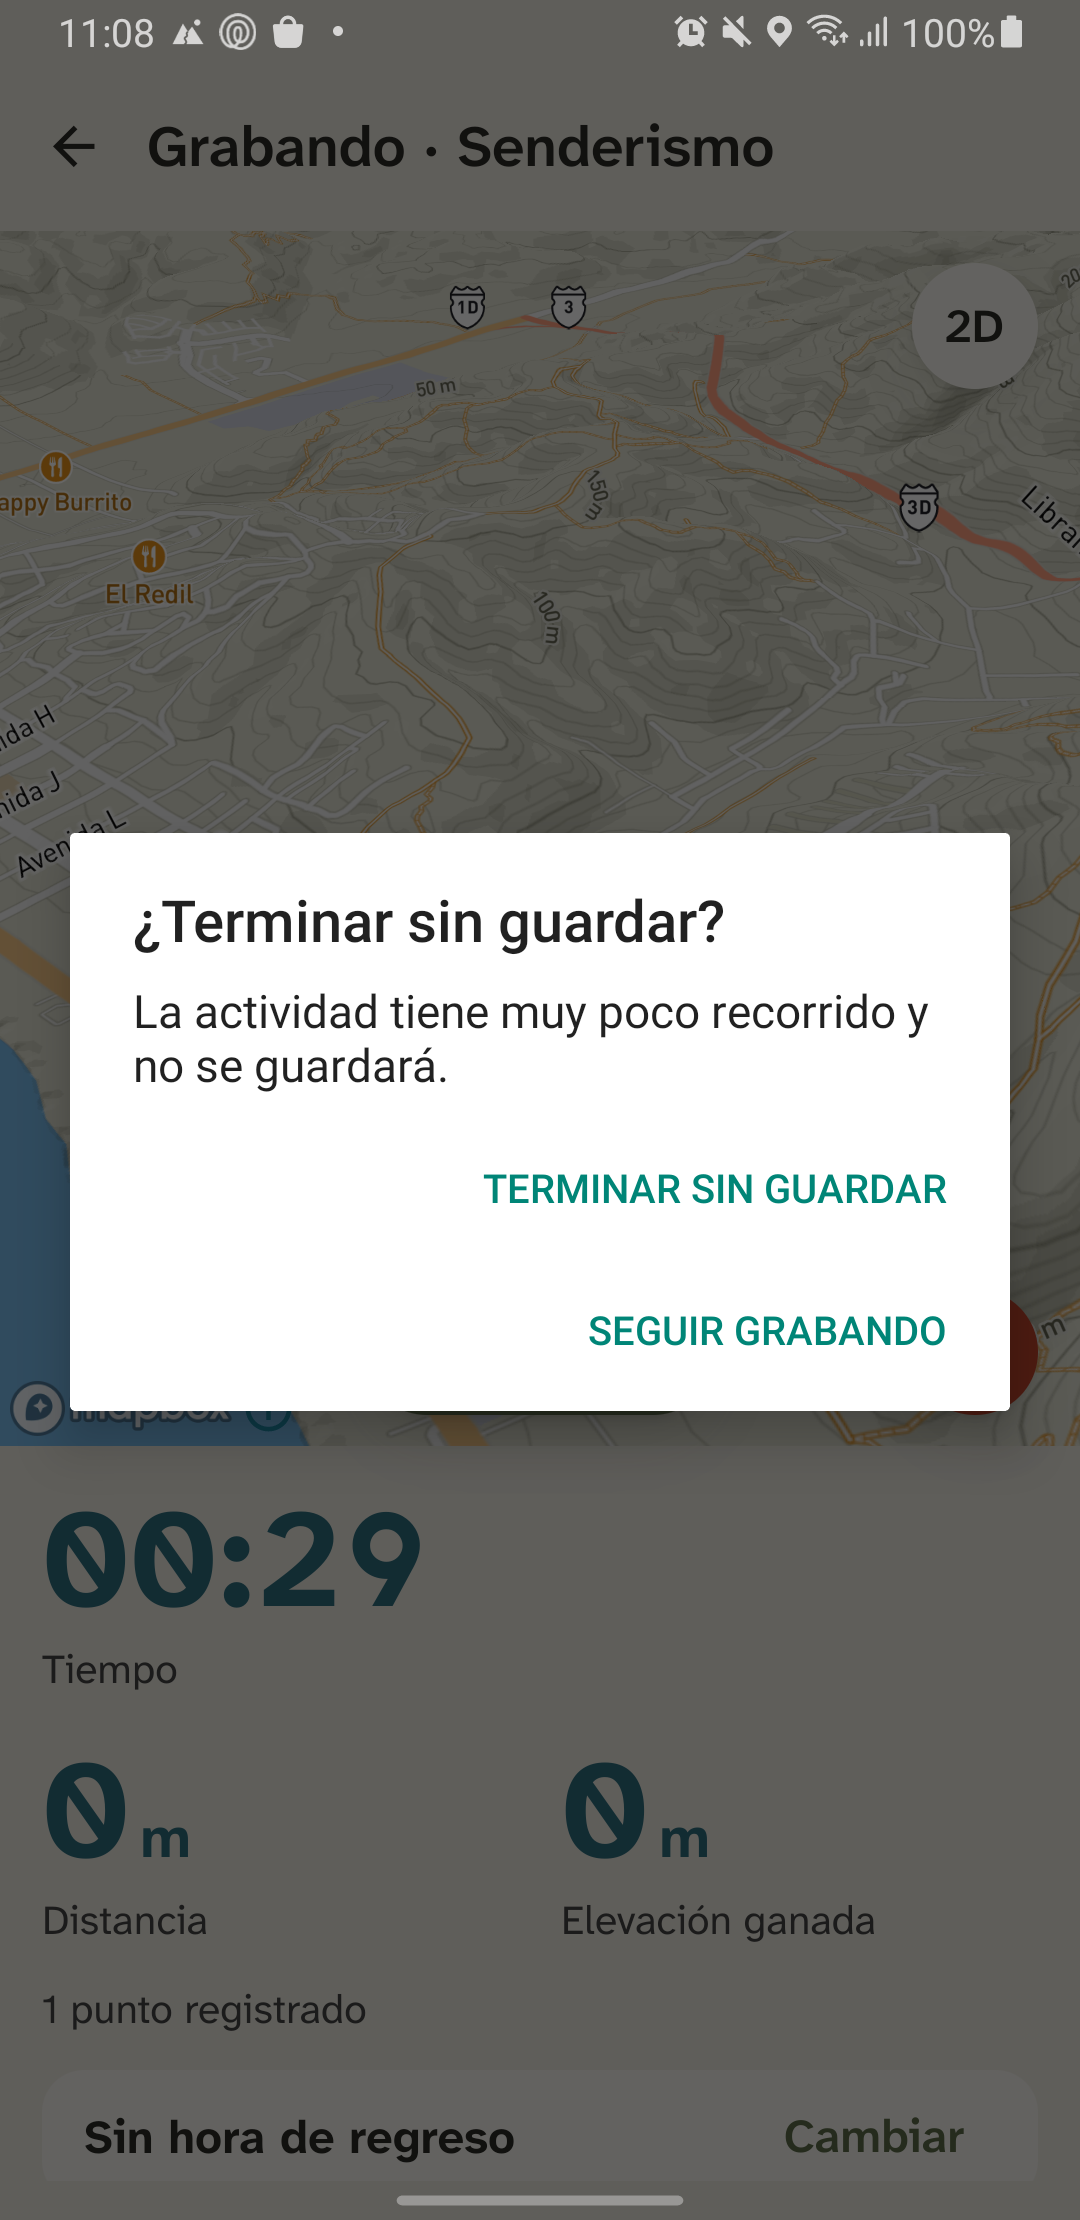 11:08
100%
Grabando · Senderismo
1D
3
2D
50 m
appy Burrito
150 m
3D
El Redil
100 m
nida J
Avenida L
¿Terminar sin guardar?
La actividad tiene muy poco recorrido y
no se guardará.
TERMINAR SIN GUARDAR
SEGUIR GRABANDO
m
mapbox
00:29
Tiempo
0 m
0 m
Distancia
Elevación ganada
1 punto registrado
Sin hora de regreso
Cambiar